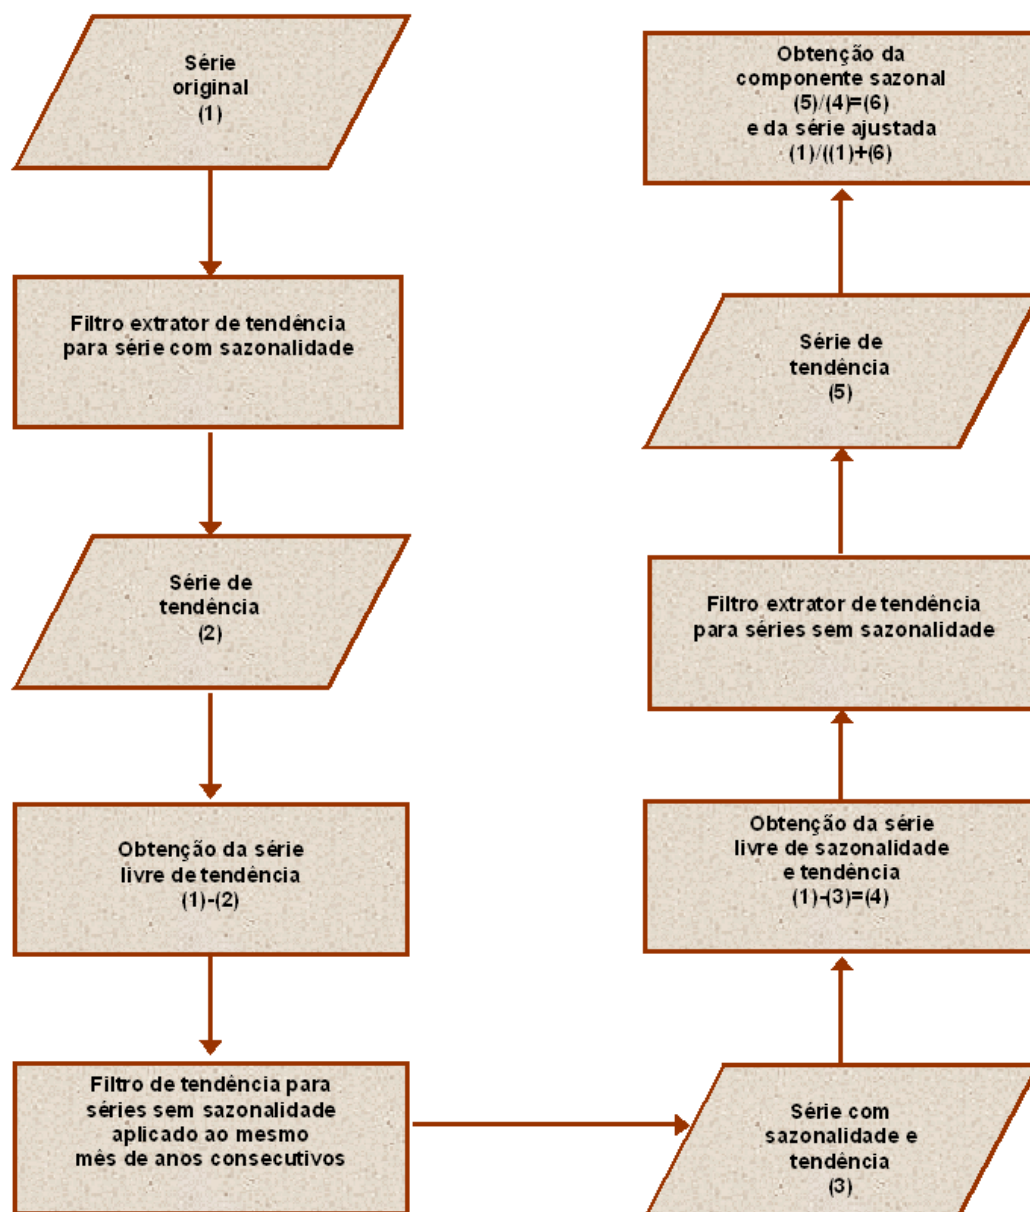 Série
original
(1)
Filtro extrator de tendência
para série com sazonalidade
Série de
tendência
(2)
Obtenção da série
livre de tendência
(1)-(2)
Filtro de tendência para
séries sem sazonalidade
aplicado ao mesmo
mês de anos consecutivos
Série com
sazonalidade e
tendência
(3)
Obtenção da série
livre de sazonalidade
e tendência
(1)-(3)=(4)
Filtro extrator de tendência
para séries sem sazonalidade
Série de
tendência
(5)
Obtenção da
componente sazonal
(5)/(4)=(6)
e da série ajustada
(1)/((1)+(6)